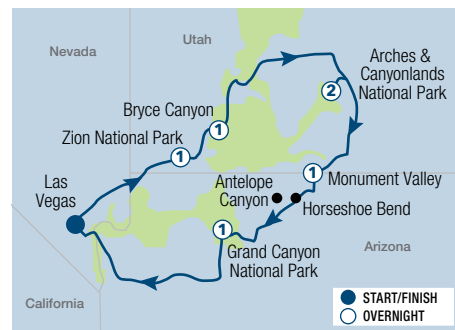 Nevada
Utah
Arches &
Canyonlands
National Park
2
Bryce Canyon
1
Zion National Park
1
Las
Vegas
1
Monument Valley
Antelope
Canyon
Horseshoe Bend
1
Grand Canyon
National Park
Arizona
California
START/FINISH
OVERNIGHT